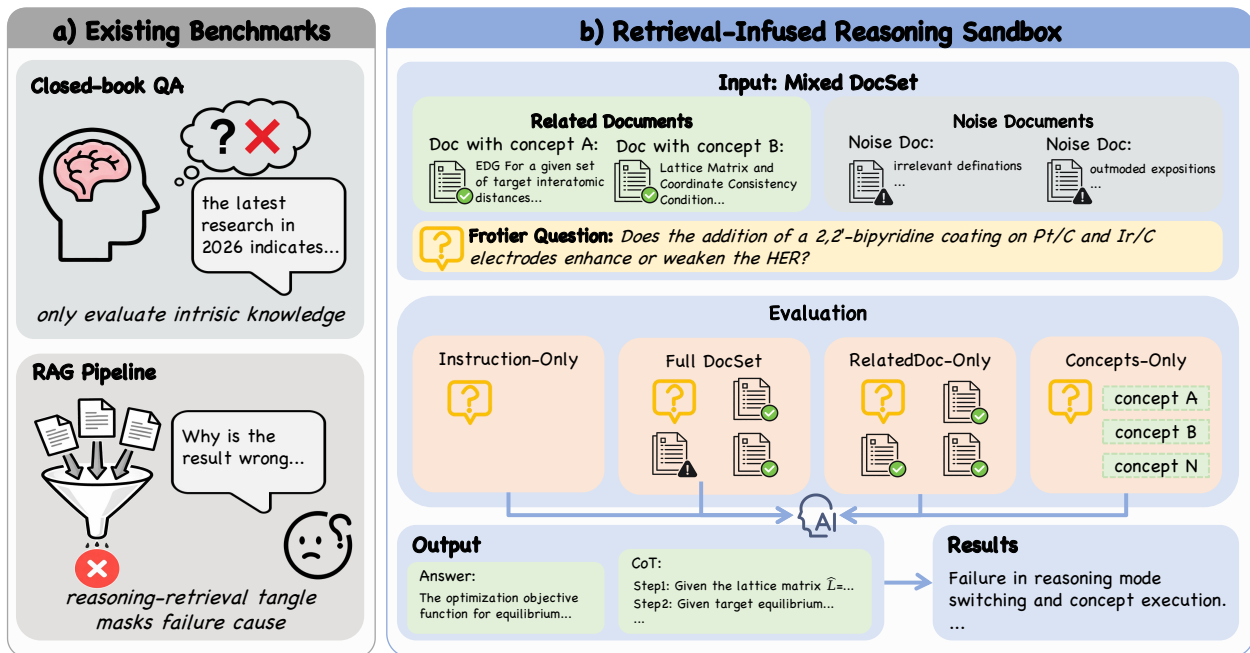 a) Existing Benchmarks
Closed-book QA
?
the latest
research in
2026 indicates...
only evaluate intrisic knowledge
RAG Pipeline
Why is the
result wrong...
reasoning-retrieval tangle
masks failure cause
b) Retrieval-Infused Reasoning Sandbox
Input: Mixed DocSet
Related Documents
Doc with concept A:
EDG For a given set
of target interatomic
distances...
Doc with concept B:
Lattice Matrix and
Coordinate Consistency
Condition...
Noise Documents
Noise Doc:
irrelevant definations
...
Noise Doc:
outmoded expositions
...
Frotier Question: Does the addition of a 2,2'-bipyridine coating on Pt/C and Ir/C
electrodes enhance or weaken the HER?
Evaluation
Instruction-Only
Full DocSet
RelatedDoc-Only
Concepts-Only
concept A
concept B
concept N
AI
Output
Answer:
The optimization objective
function for equilibrium...
CoT:
Step1: Given the lattice matrix L̂=...
Step2: Given target equilibrium...
...
Results
Failure in reasoning mode
switching and concept execution.
...